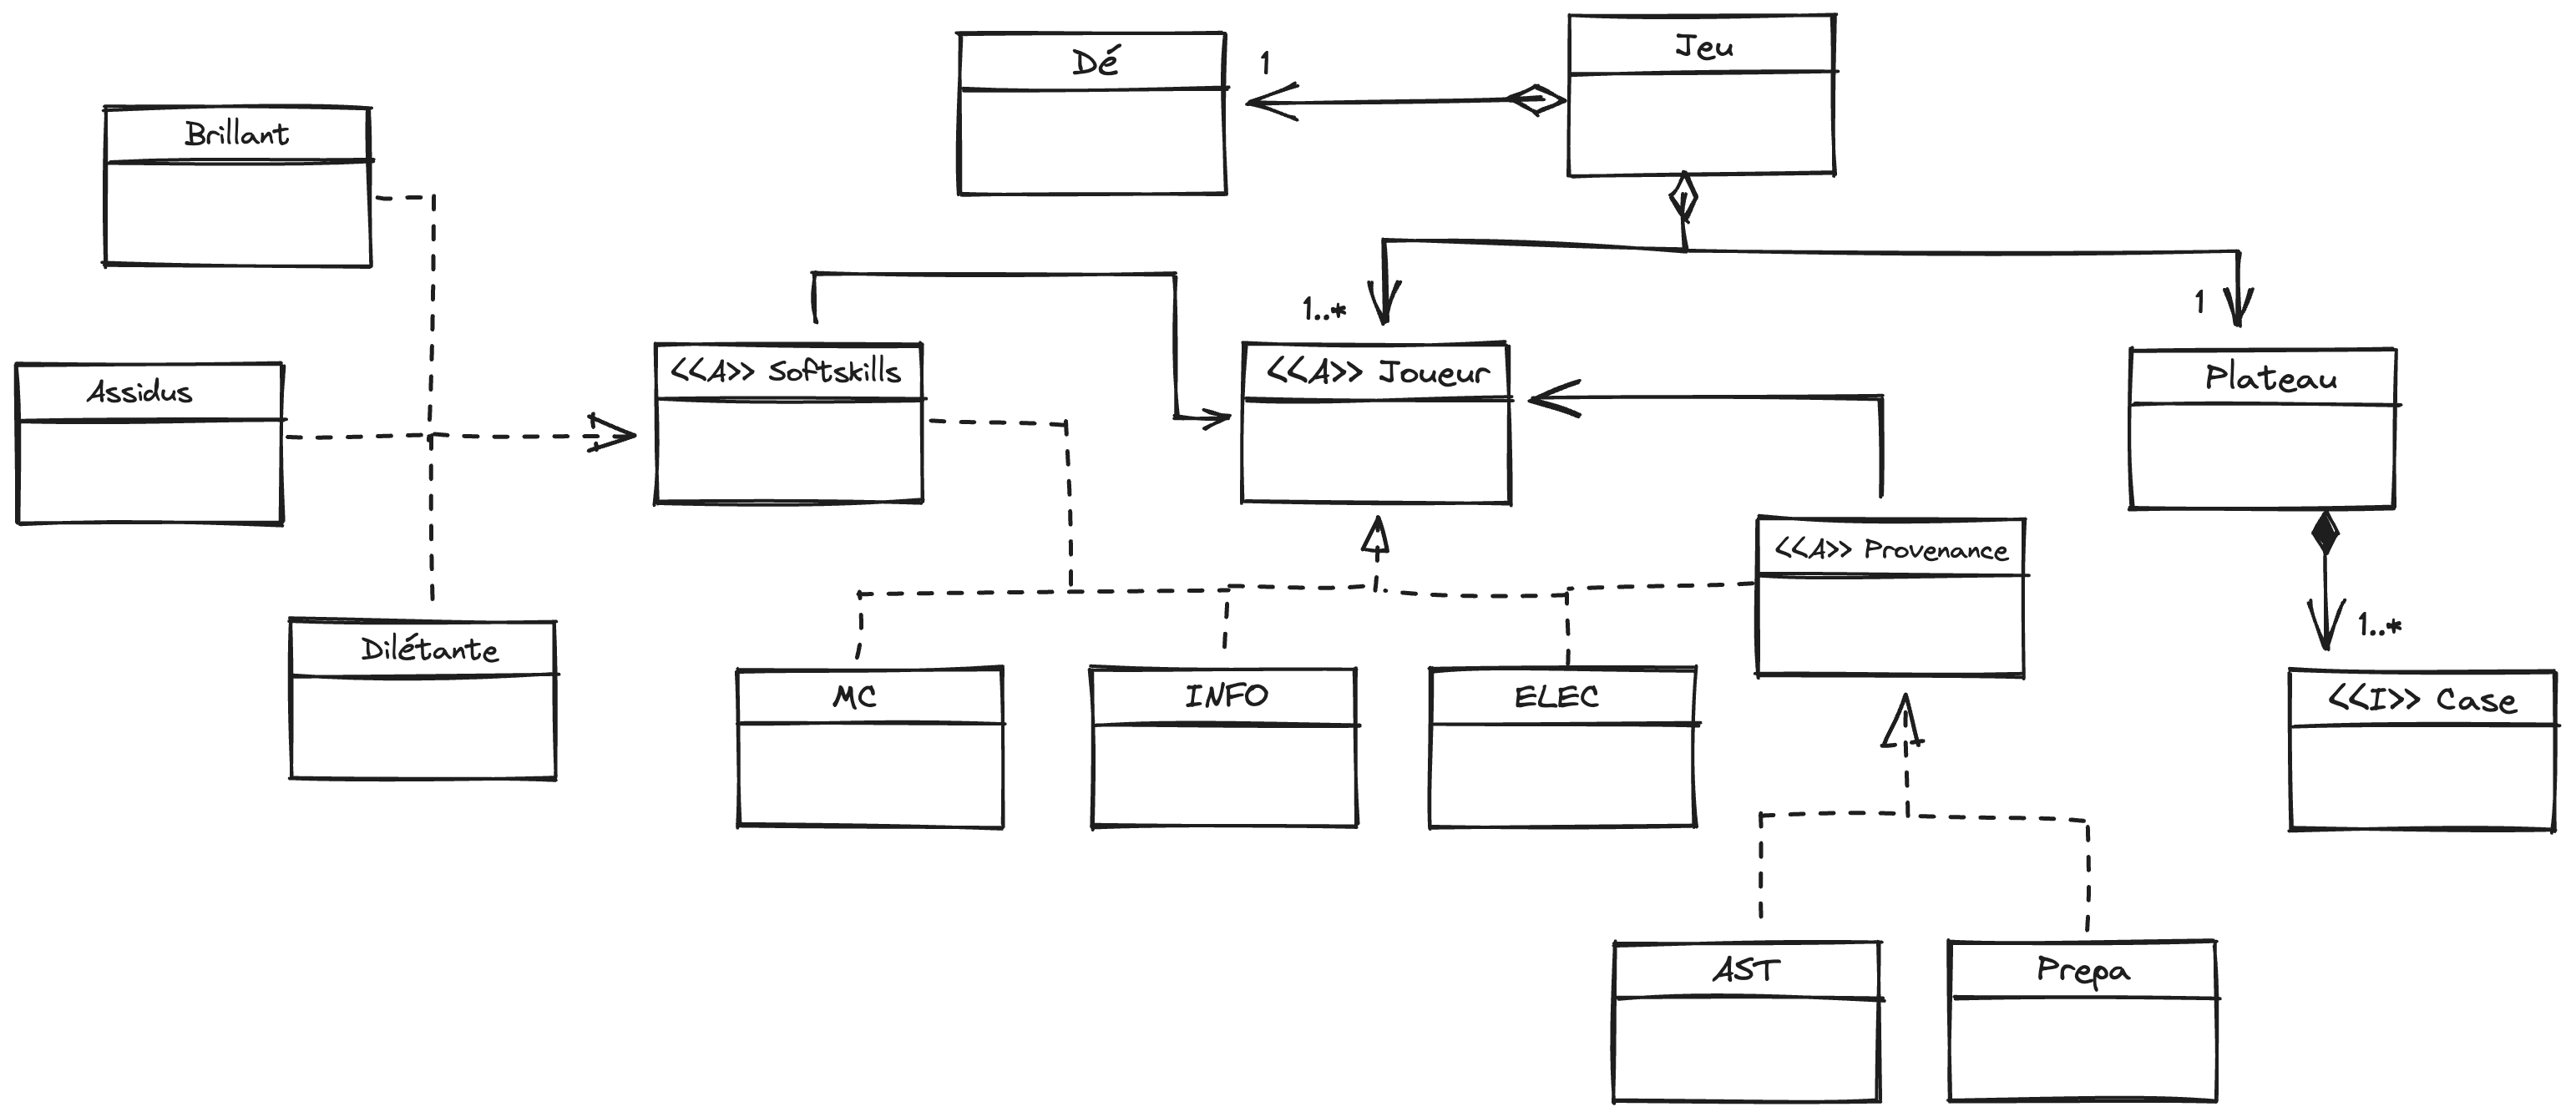 Jeu
Dé
1
Brillant
1..*
1
<<A>> Softskills
<<A>> Joueur
Plateau
Assidus
<<A>> Provenance
1..*
Dilétante
MC
INFO
ELEC
<<I>> Case
AST
Prepa